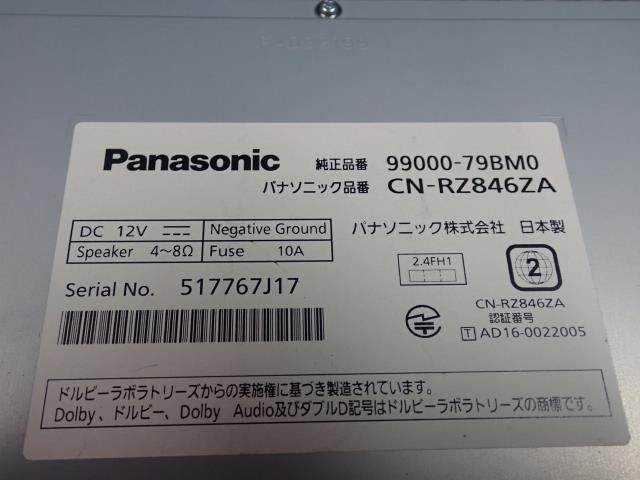 Panasonic 純正品番 99000-79BM0
パナソニック品番 CN-RZ846ZA
DC 12V Negative Ground
Speaker 4~8Ω Fuse 10A
パナソニック株式会社 日本製
2.4FH1
2
Serial No. 517767J17
CN-RZ846ZA
認証番号
T AD16-0022005
ドルビーラボラトリーズからの実施権に基づき製造されています。
Dolby、ドルビー、Dolby Audio及びダブルD記号はドルビーラボラトリーズの商標です。